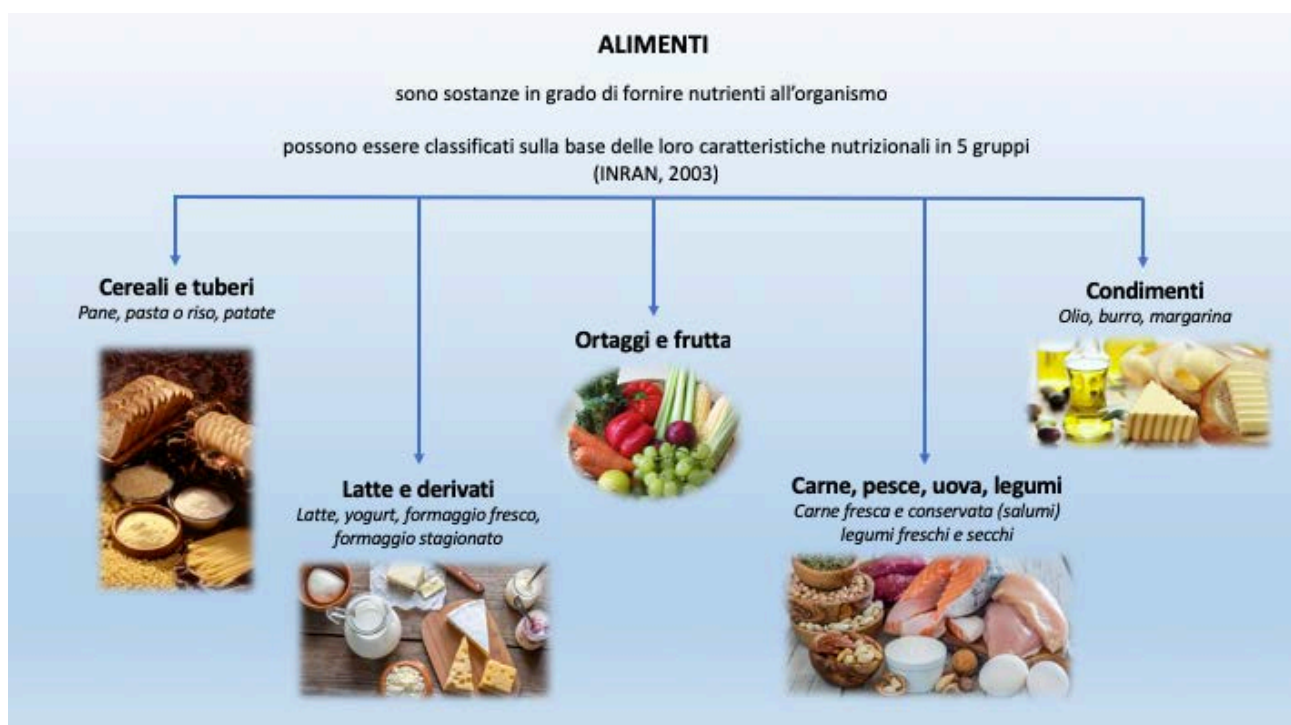 ALIMENTI
sono sostanze in grado di fornire nutrienti all'organismo
possono essere classificati sulla base delle loro caratteristiche nutrizionali in 5 gruppi
(INRAN, 2003)
Cereali e tuberi
Pane, pasta o riso, patate
Latte e derivati
Latte, yogurt, formaggio fresco,
formaggio stagionato
Ortaggi e frutta
Carne, pesce, uova, legumi
Carne fresca e conservata (salumi)
legumi freschi e secchi
Condimenti
Olio, burro, margarina